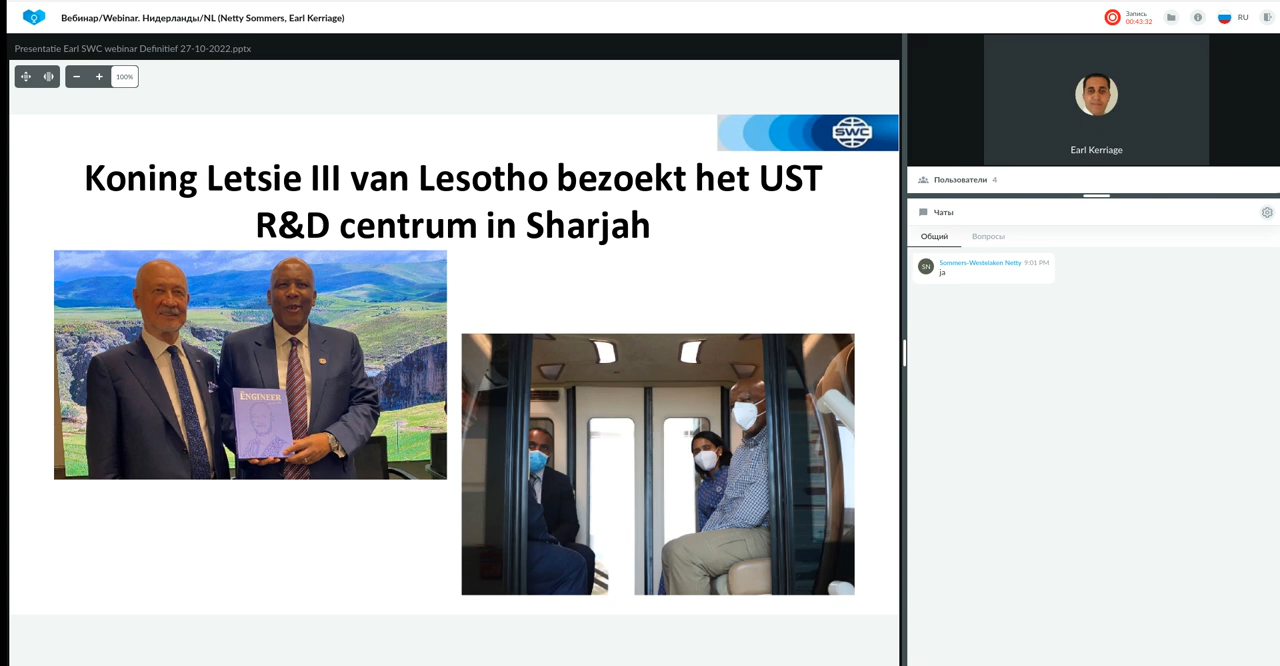 Вебинар/Webinar. Нидерланды/NL (Netty Sommers, Earl Kerriage)
Запись
00:43:32
RU
Presentatie Earl SWC webinar Definitief 27-10-2022.pptx
100%
SWC
Koning Letsie III van Lesotho bezoekt het UST
R&D centrum in Sharjah
ENGINEER
Earl Kerriage
Пользователи 4
Чаты
Общий Вопросы
SN
Sommers-Westelaken Netty 9:01 PM
ja